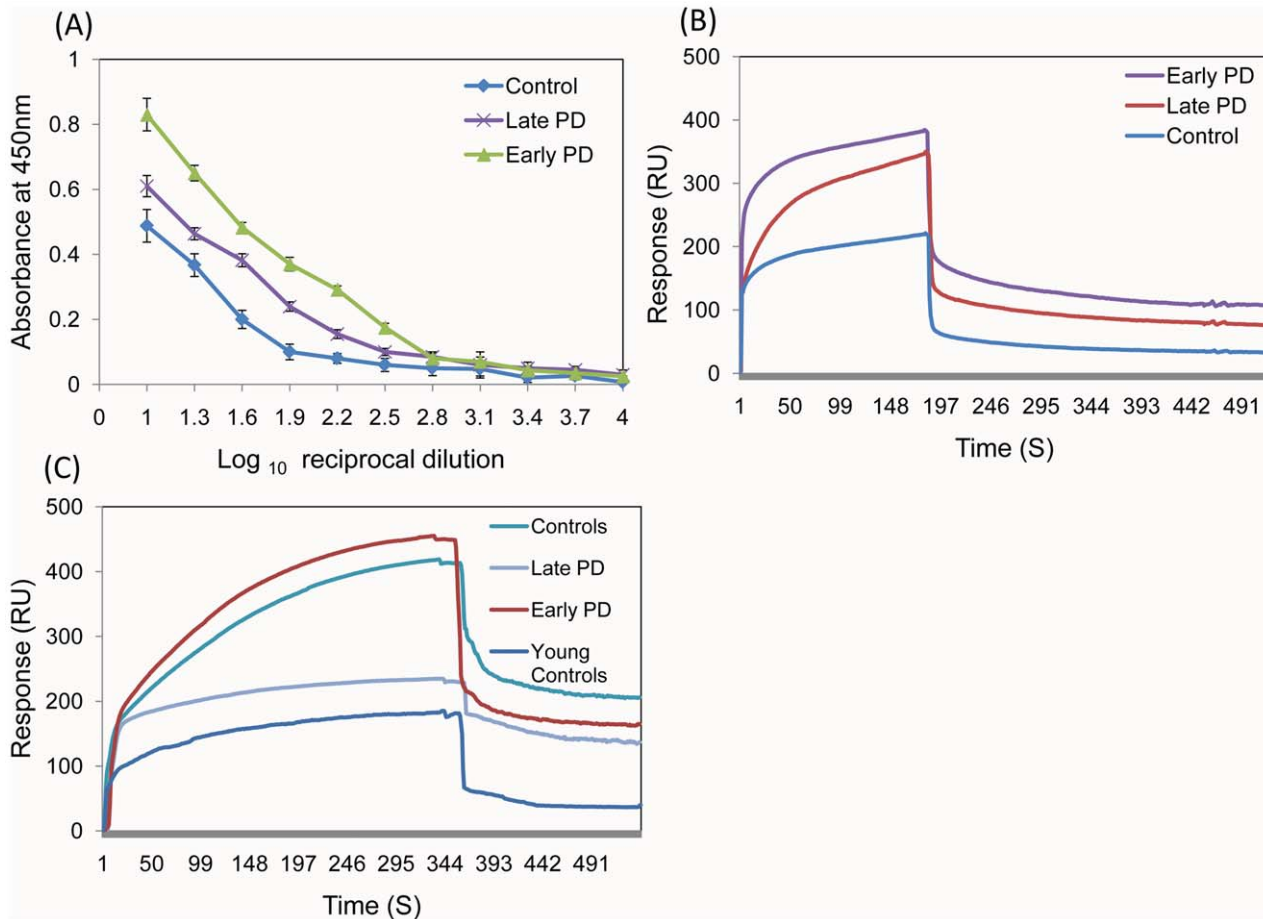 (A)
1
0.8
0.6
0.4
0.2
0
Absorbance at 450nm
Control
Late PD
Early PD
0 1 1.3 1.6 1.9 2.2 2.5 2.8 3.1 3.4 3.7 4
Log 10 reciprocal dilution
(B)
500
400
300
200
100
0
Response (RU)
Early PD
Late PD
Control
1 50 99 148 197 246 295 344 393 442 491
Time (S)
(C)
500
400
300
200
100
0
Response (RU)
Controls
Late PD
Early PD
Young
Controls
1 50 99 148 197 246 295 344 393 442 491
Time (S)